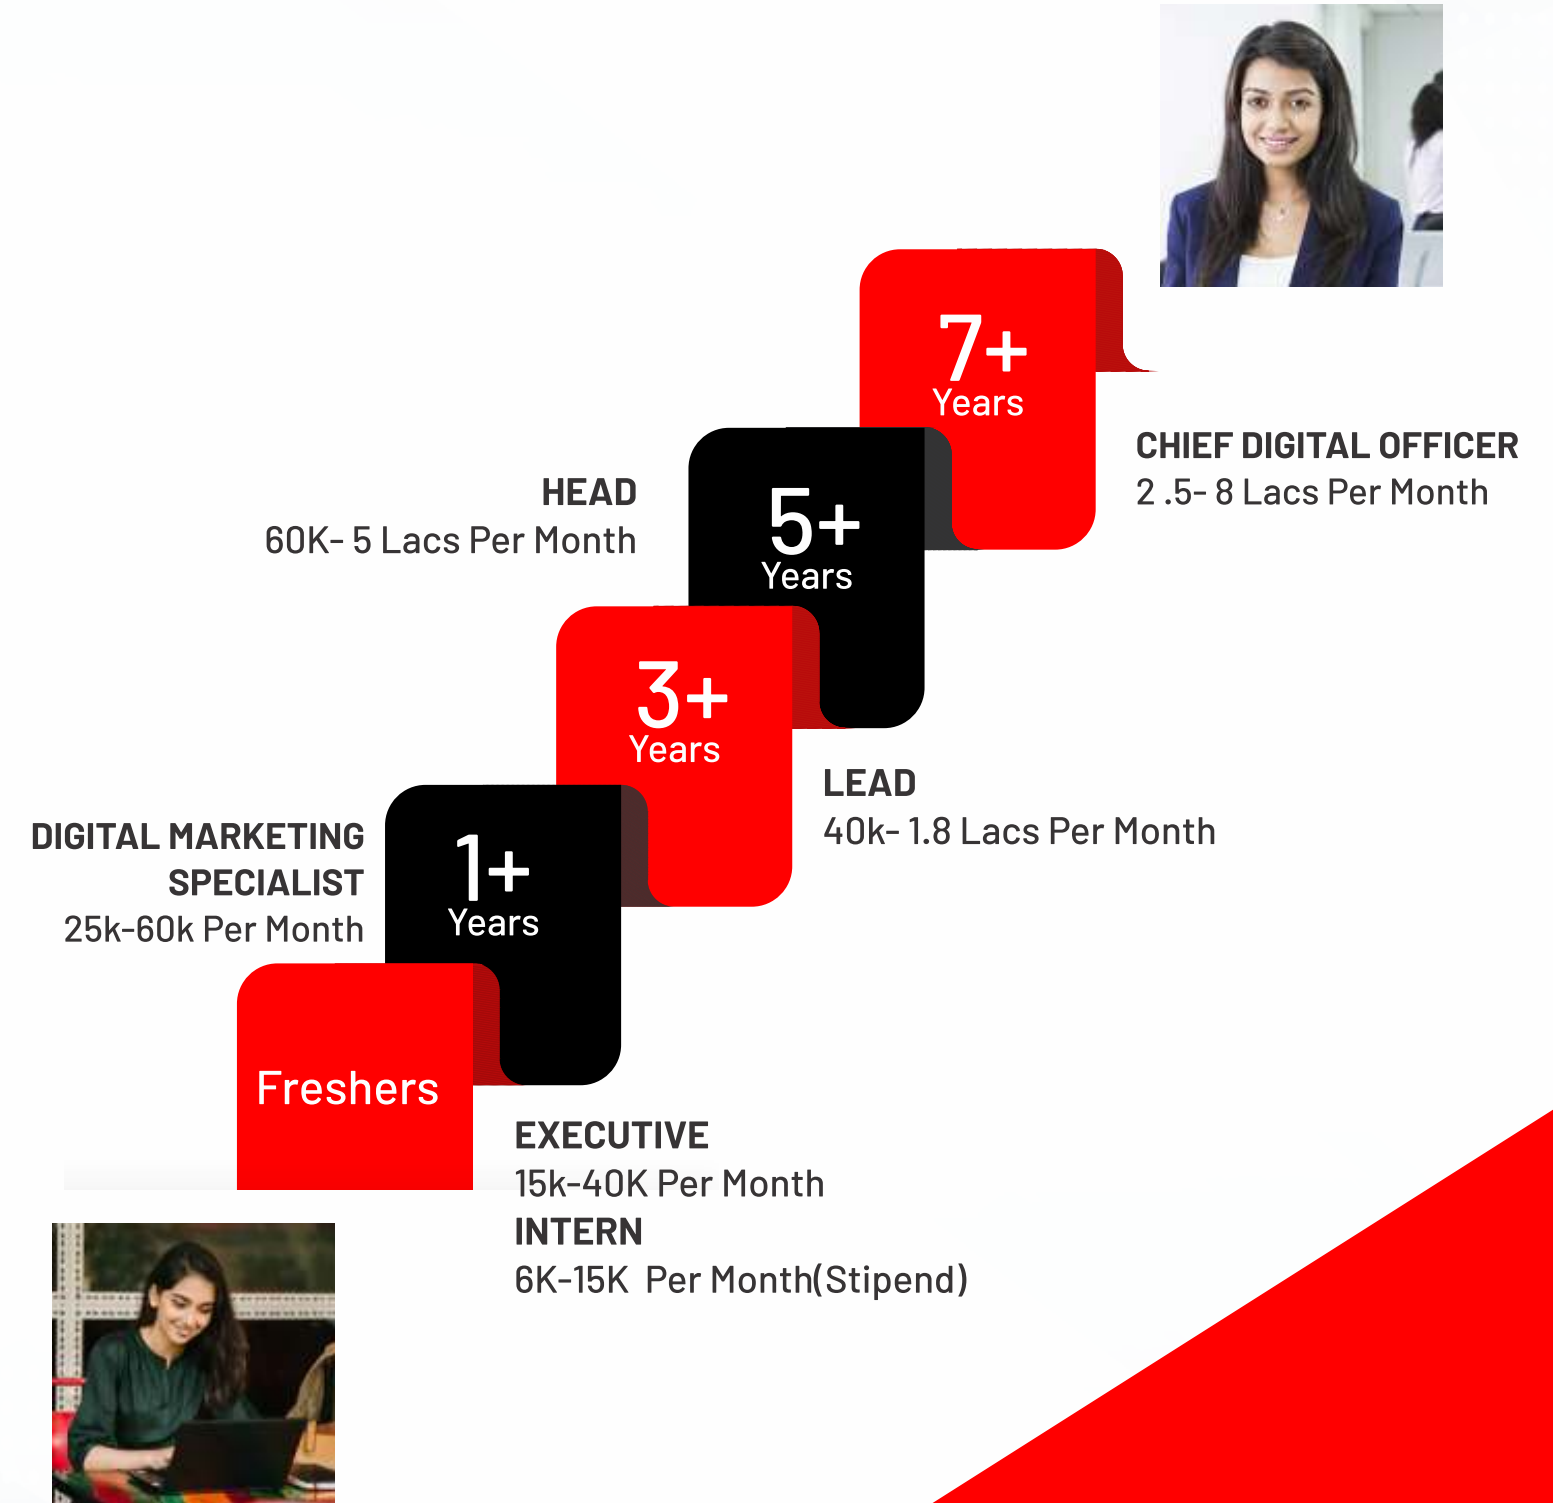 7+
Years
CHIEF DIGITAL OFFICER
2 .5- 8 Lacs Per Month
HEAD
60K- 5 Lacs Per Month
5+
Years
3+
Years
LEAD
40k- 1.8 Lacs Per Month
DIGITAL MARKETING
SPECIALIST
25k-60k Per Month
1+
Years
Freshers
EXECUTIVE
15k-40K Per Month
INTERN
6K-15K  Per Month(Stipend)